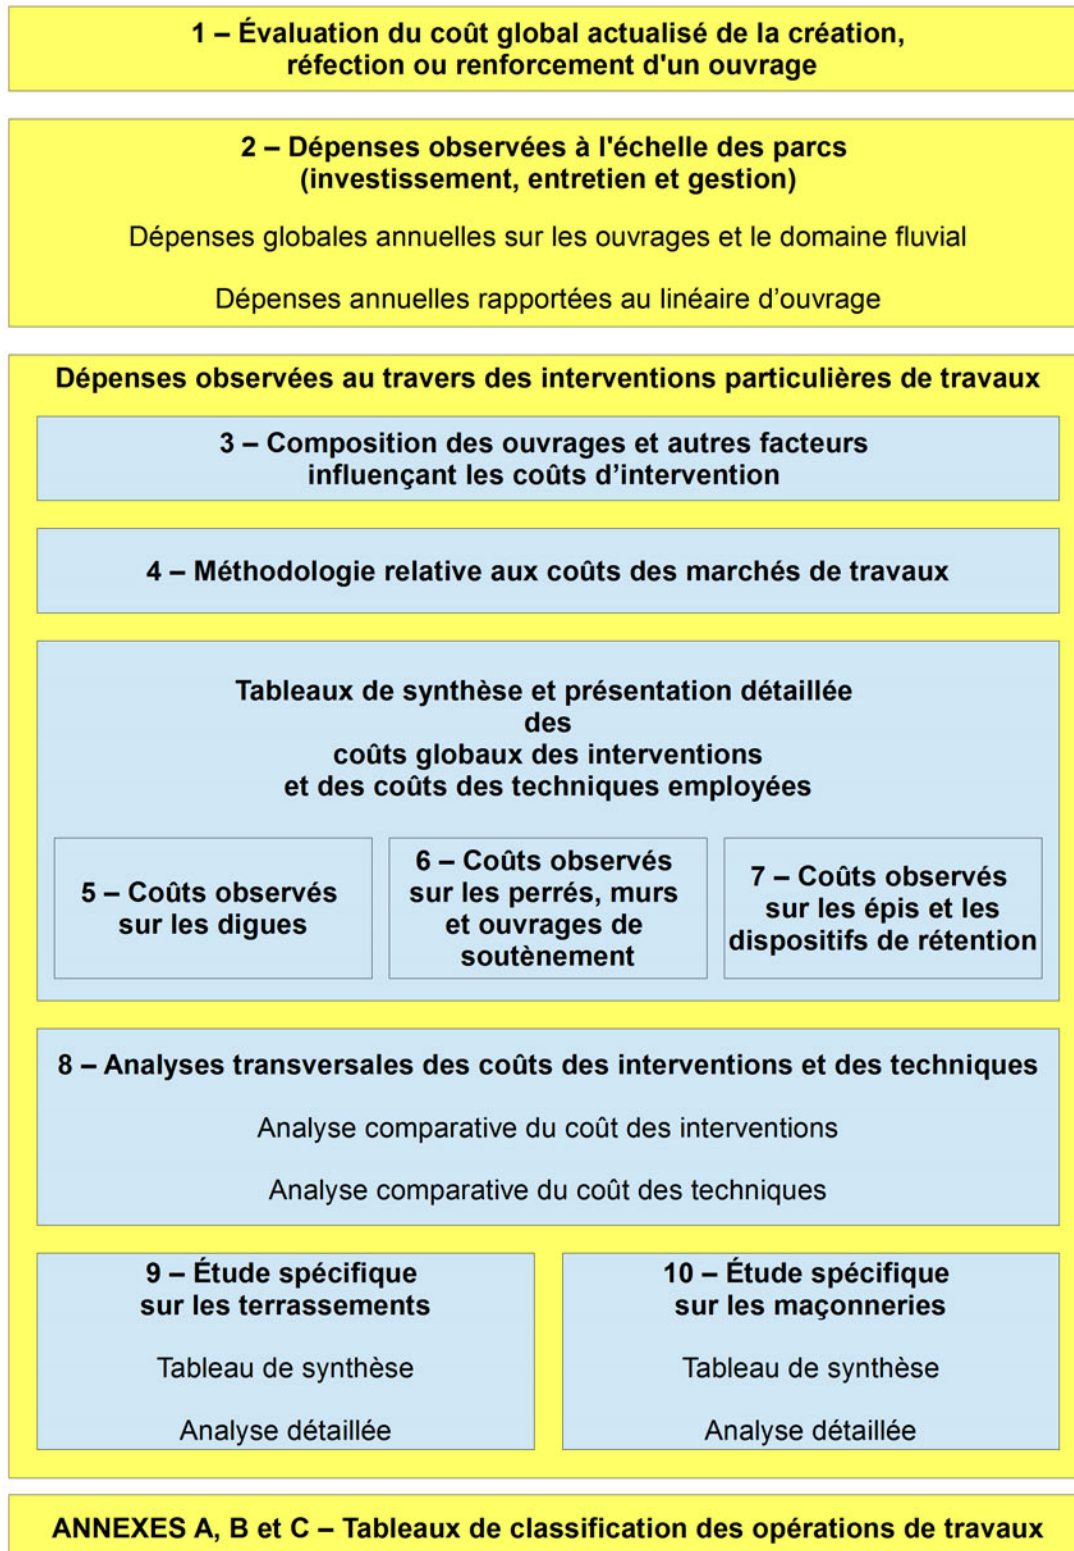 1 – Évaluation du coût global actualisé de la création,
réfection ou renforcement d'un ouvrage
2 – Dépenses observées à l'échelle des parcs
(investissement, entretien et gestion)
Dépenses globales annuelles sur les ouvrages et le domaine fluvial
Dépenses annuelles rapportées au linéaire d’ouvrage
Dépenses observées au travers des interventions particulières de travaux
3 – Composition des ouvrages et autres facteurs
influençant les coûts d’intervention
4 – Méthodologie relative aux coûts des marchés de travaux
Tableaux de synthèse et présentation détaillée
des
coûts globaux des interventions
et des coûts des techniques employées
5 – Coûts observés
sur les digues
6 – Coûts observés
sur les perrés, murs
et ouvrages de
soutènement
7 – Coûts observés
sur les épis et les
dispositifs de rétention
8 – Analyses transversales des coûts des interventions et des techniques
Analyse comparative du coût des interventions
Analyse comparative du coût des techniques
9 – Étude spécifique
sur les terrassements
Tableau de synthèse
Analyse détaillée
10 – Étude spécifique
sur les maçonneries
Tableau de synthèse
Analyse détaillée
ANNEXES A, B et C – Tableaux de classification des opérations de travaux